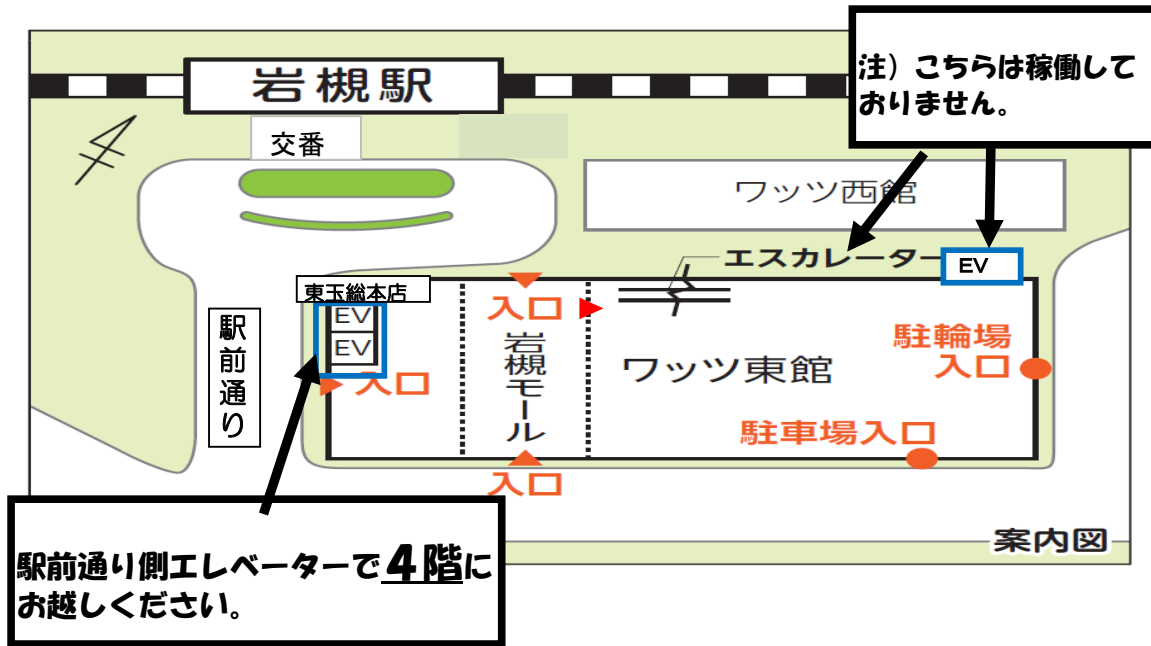 注）こちらは稼働して
おりません。
岩槻駅
交番
ワッツ西館
エスカレーター
EV
東玉総本店
EV
EV
入口
入口
岩槻モール
ワッツ東館
駐輪場
入口
駅前通り
駐車場入口
入口
案内図
駅前通り側エレベーターで４階に
お越しください。